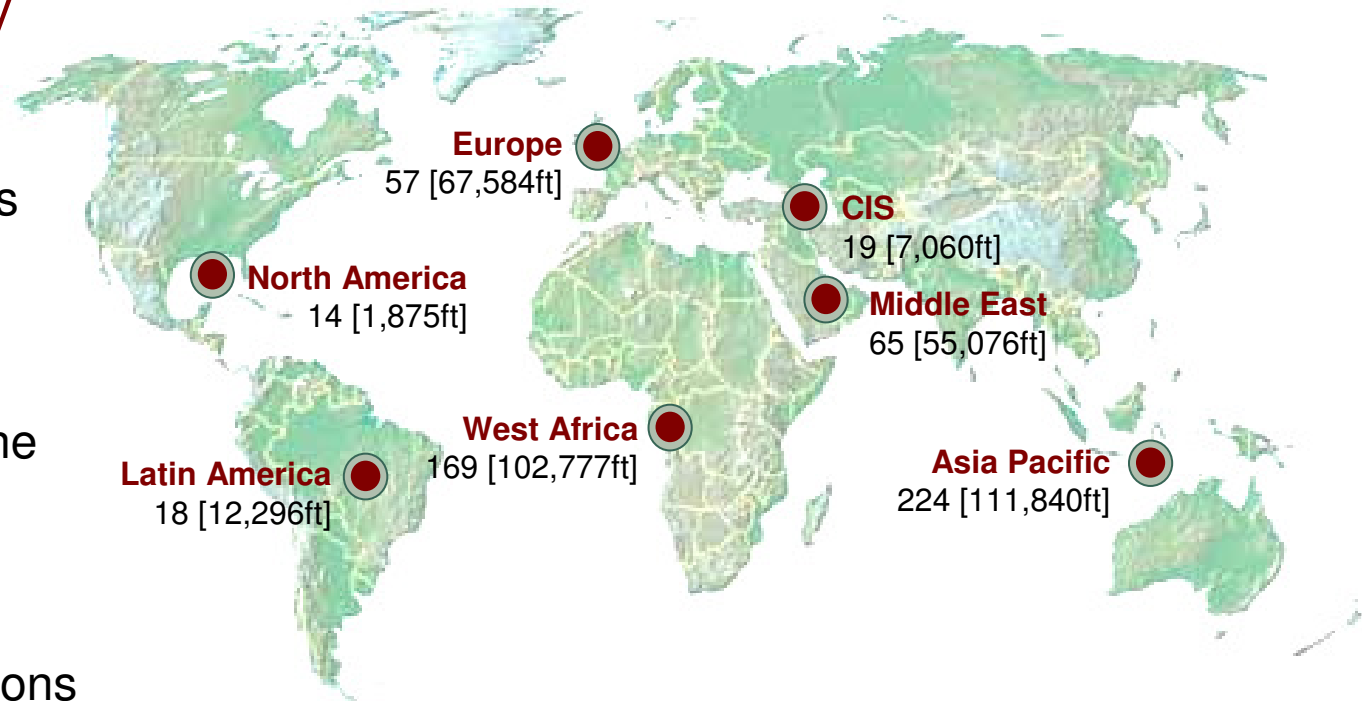 y
s
ne
ons
Europe
57 [67,584ft]
CIS
19 [7,060ft]
North America
14 [1,875ft]
Middle East
65 [55,076ft]
West Africa
169 [102,777ft]
Latin America
18 [12,296ft]
Asia Pacific
224 [111,840ft]